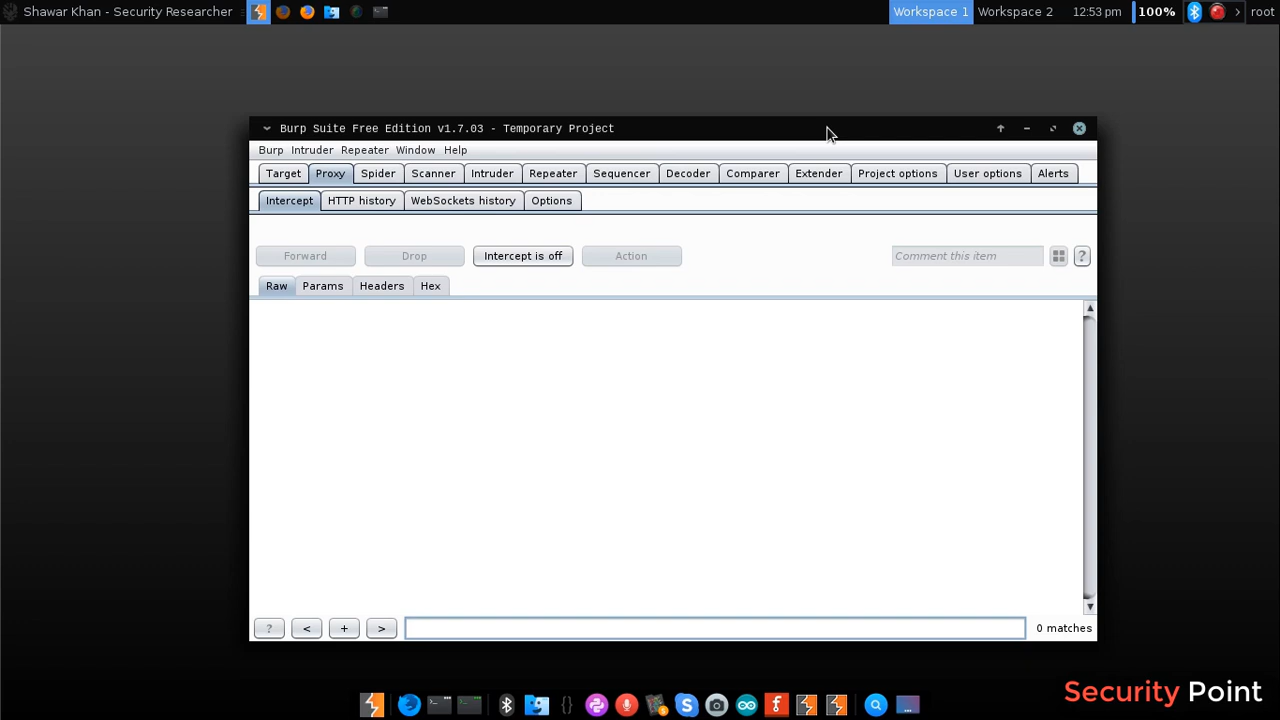 Shawar Khan - Security Researcher
Workspace 1 Workspace 2 12:53 pm 100% root
Burp Suite Free Edition v1.7.03 - Temporary Project
Burp Intruder Repeater Window Help
Target Proxy Spider Scanner Intruder Repeater Sequencer Decoder Comparer Extender Project options User options Alerts
Intercept HTTP history WebSockets history Options
Forward Drop Intercept is off Action Comment this item ?
Raw Params Headers Hex
? < + > 0 matches
Security Point